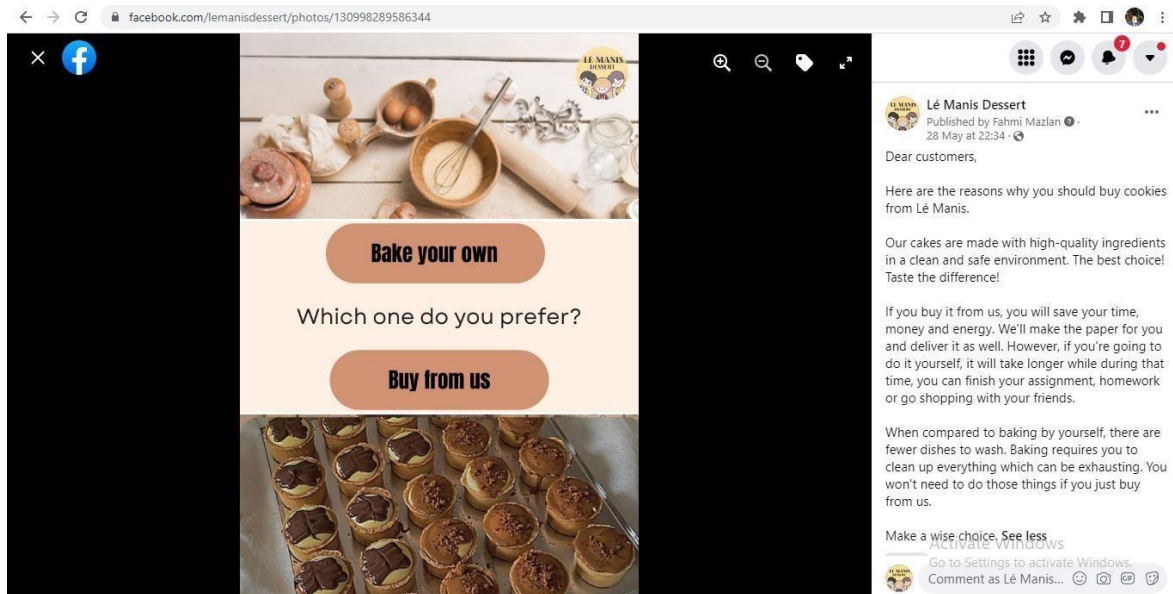 facebook.com/lemanisdessert/photos/130998289586344
LE MANIS
DESSERT
Bake your own
Which one do you prefer?
Buy from us
7
LE MANIS
DESSERT
Lé Manis Dessert
Published by Fahmi Mazlan
28 May at 22:34
Dear customers,
Here are the reasons why you should buy cookies
from Lé Manis.
Our cakes are made with high-quality ingredients
in a clean and safe environment. The best choice!
Taste the difference!
If you buy it from us, you will save your time,
money and energy. We'll make the paper for you
and deliver it as well. However, if you're going to
do it yourself, it will take longer while during that
time, you can finish your assignment, homework
or go shopping with your friends.
When compared to baking by yourself, there are
fewer dishes to wash. Baking requires you to
clean up everything which can be exhausting. You
won't need to do those things if you just buy
from us.
Make a wise choice. See less
Activate Windows
Go to Settings to activate Windows.
LE MANIS
DESSERT
Comment as Lé Manis...
GIF